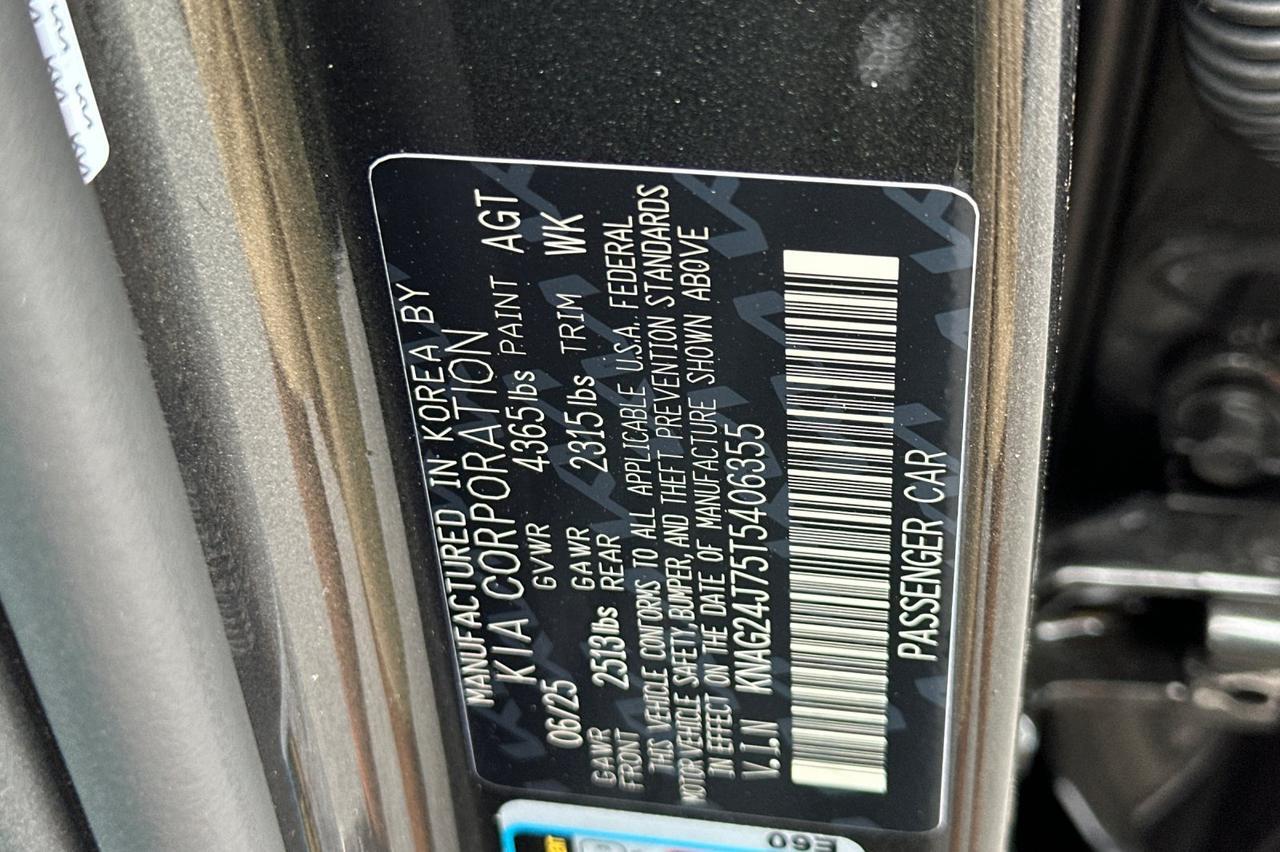 MANUFACTURED IN KOREA BY
KIA CORPORATION
06/25 GVWR 4365lbs PAINT AGT
GAWR FRONT 2513lbs GAWR REAR 2315lbs TRIM WK
THIS VEHICLE CONFORMS TO ALL APPLICABLE U.S.A. FEDERAL
MOTOR VEHICLE SAFETY,BUMPER, AND THEFT PREVENTION STANDARDS
IN EFFECT ON THE DATE OF MANUFACTURE SHOWN ABOVE
V.I.N KNAG24J75T5406355
PASSENGER CAR
E60